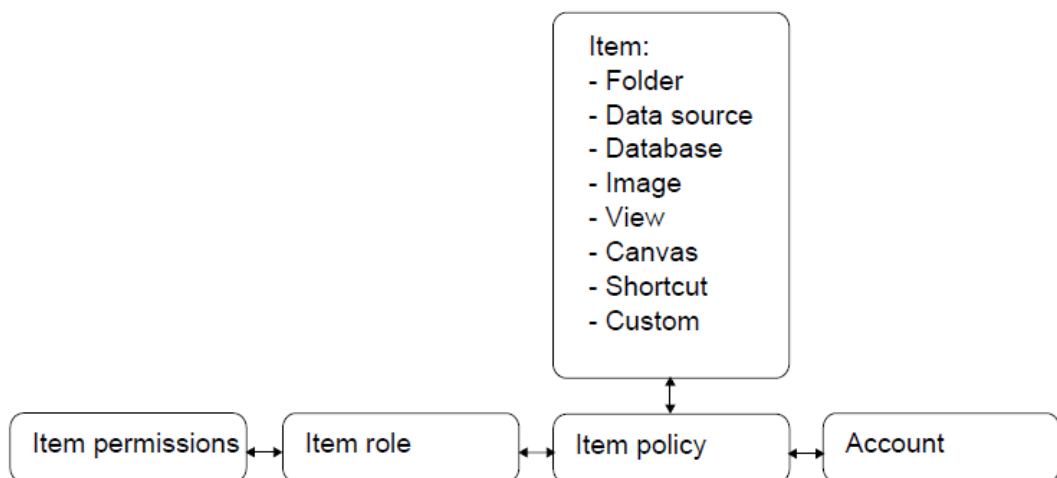 Item:
- Folder
- Data source
- Database
- Image
- View
- Canvas
- Shortcut
- Custom
Item permissions
Item role
Item policy
Account